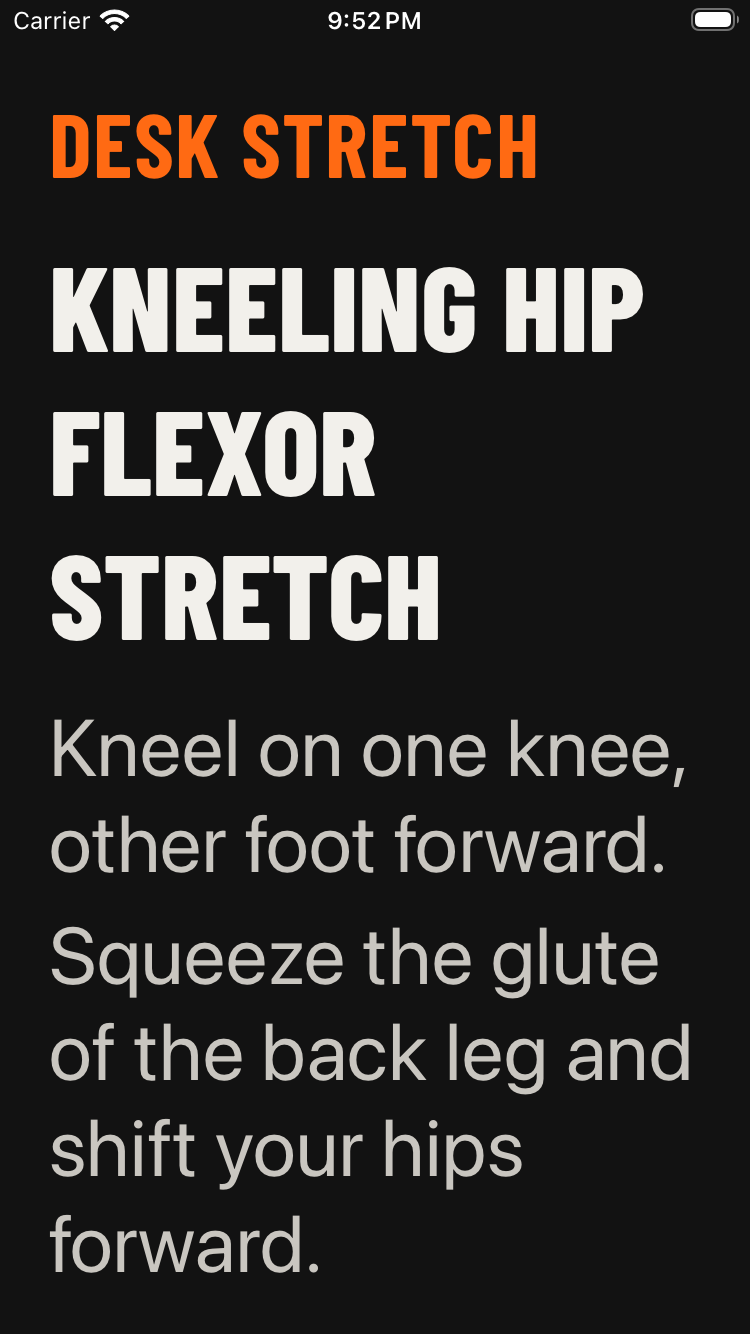 Carrier 9:52 PM
DESK STRETCH
KNEELING HIP
FLEXOR
STRETCH
Kneel on one knee,
other foot forward.
Squeeze the glute
of the back leg and
shift your hips
forward.